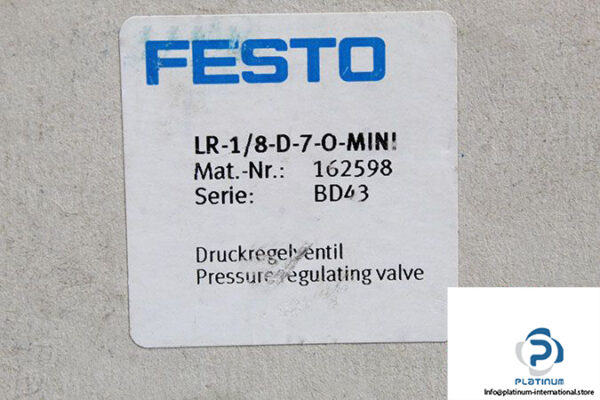 FESTO
LR-1/8-D-7-O-MINI
Mat.-Nr.: 162598
Serie: BD43
Druckregelventil
Pressure regulating valve
PLATINUM
Info@platinum-international.store